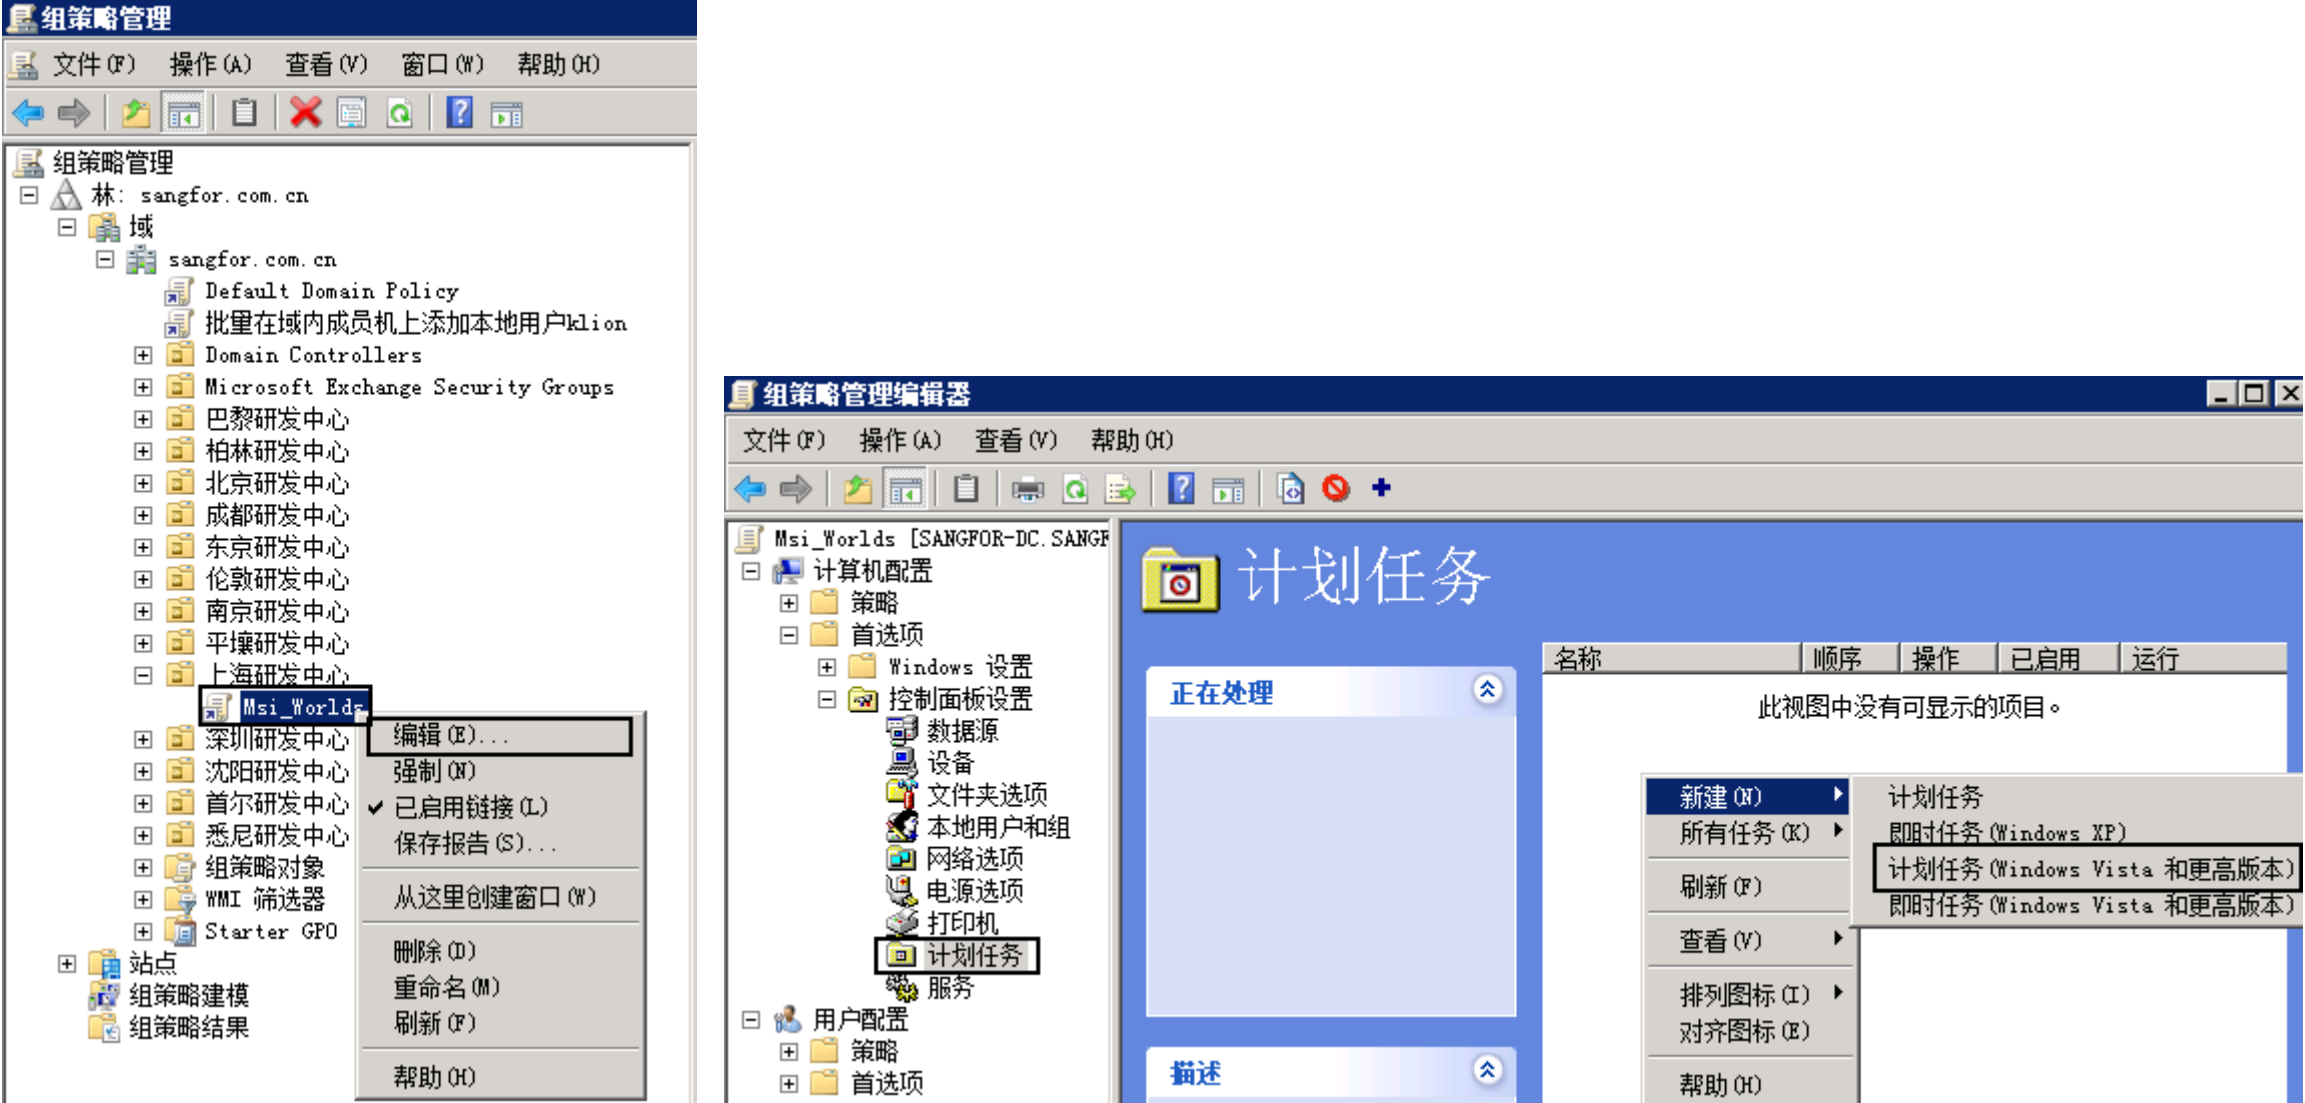 组策略管理
文件(F) 操作(A) 查看(V) 窗口(W) 帮助(H)
组策略管理
林: sangfor.com.cn
域
sangfor.com.cn
Default Domain Policy
批量在域内成员机上添加本地用户klion
Domain Controllers
Microsoft Exchange Security Groups
巴黎研发中心
柏林研发中心
北京研发中心
成都研发中心
东京研发中心
伦敦研发中心
南京研发中心
平壤研发中心
上海研发中心
Msi_Worlds
深圳研发中心
沈阳研发中心
首尔研发中心
悉尼研发中心
组策略对象
WMI 筛选器
Starter GPO
站点
组策略建模
组策略结果
编辑(E)...
强制(N)
已启用链接(L)
保存报告(S)...
从这里创建窗口(W)
删除(D)
重命名(M)
刷新(F)
帮助(H)
组策略管理编辑器
文件(F) 操作(A) 查看(V) 帮助(H)
Msi_Worlds [SANGFOR-DC.SANGF
计算机配置
策略
首选项
Windows 设置
控制面板设置
数据源
设备
文件夹选项
本地用户和组
网络选项
电源选项
打印机
计划任务
服务
用户配置
策略
首选项
计划任务
正在处理
描述
名称 顺序 操作 已启用 运行
此视图中没有可显示的项目。
新建(N)
所有任务(K)
刷新(F)
查看(V)
排列图标(I)
对齐图标(E)
帮助(H)
计划任务
即时任务(Windows XP)
计划任务(Windows Vista 和更高版本)
即时任务(Windows Vista 和更高版本)